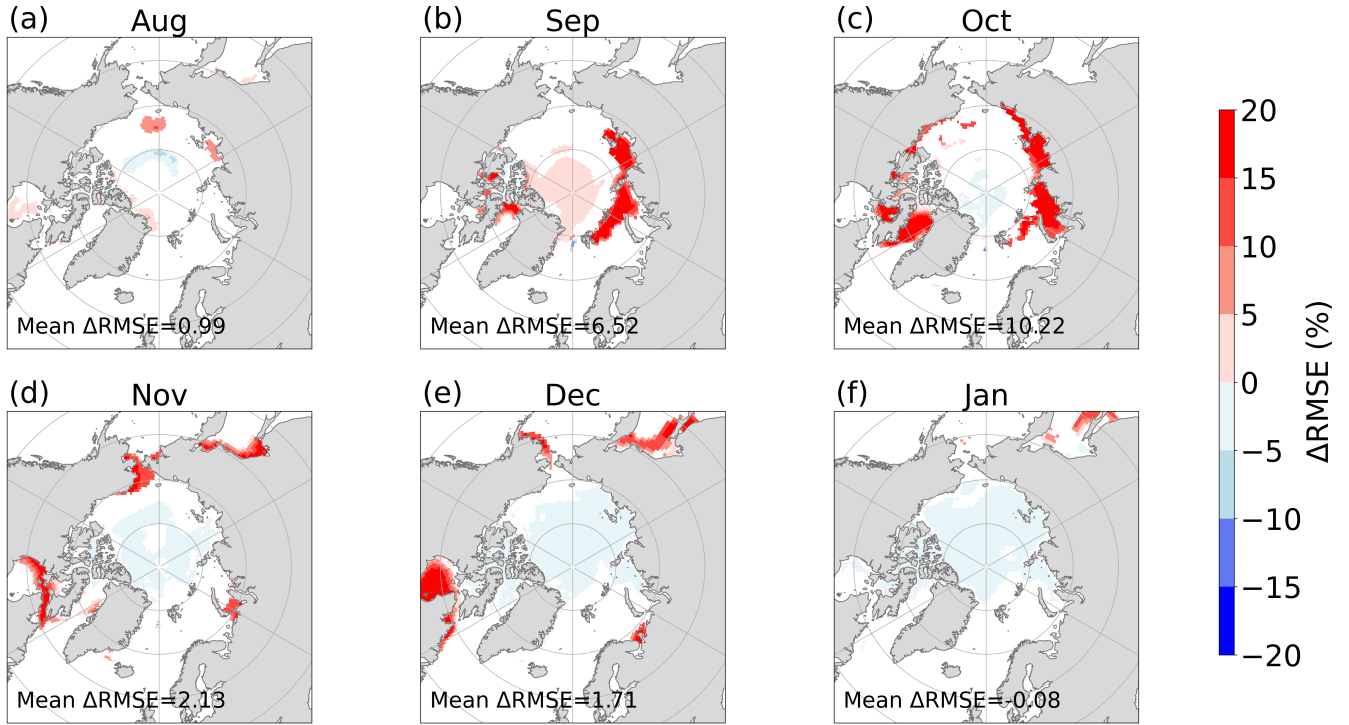 (a) Aug
Mean ΔRMSE=0.99
(b) Sep
Mean ΔRMSE=6.52
(c) Oct
Mean ΔRMSE=10.22
(d) Nov
Mean ΔRMSE=2.13
(e) Dec
Mean ΔRMSE=1.71
(f) Jan
Mean ΔRMSE=-0.08
20
15
10
5
0
−5
−10
−15
−20
ΔRMSE (%)